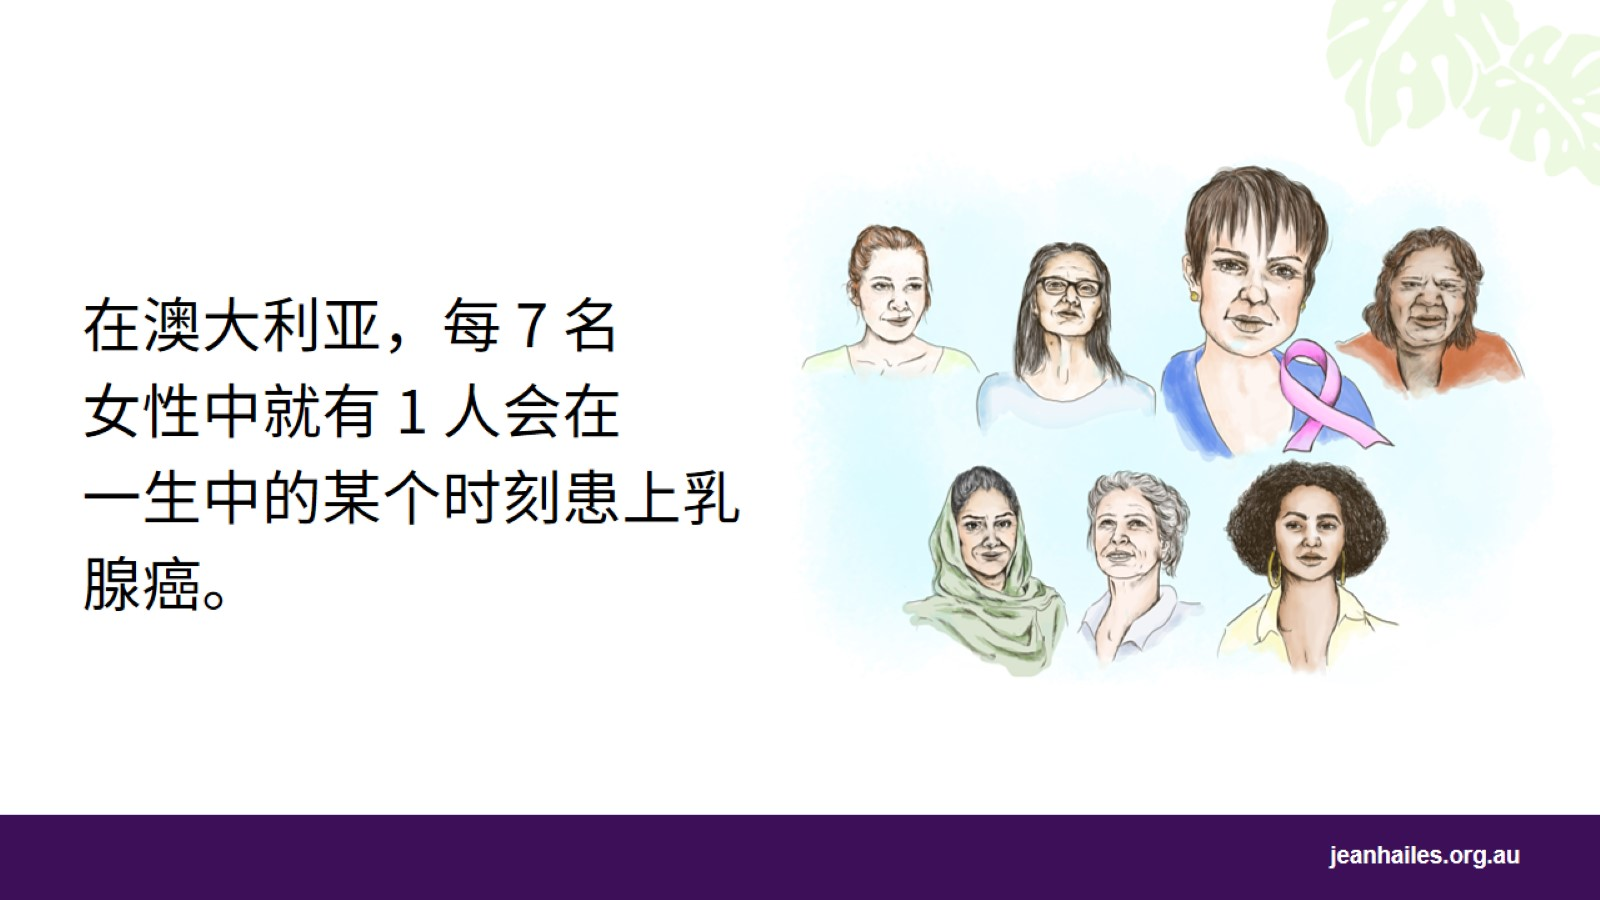 在澳大利亚，每 7 名
女性中就有 1 人会在
一生中的某个时刻患上乳
腺癌。
jeanhailes.org.au